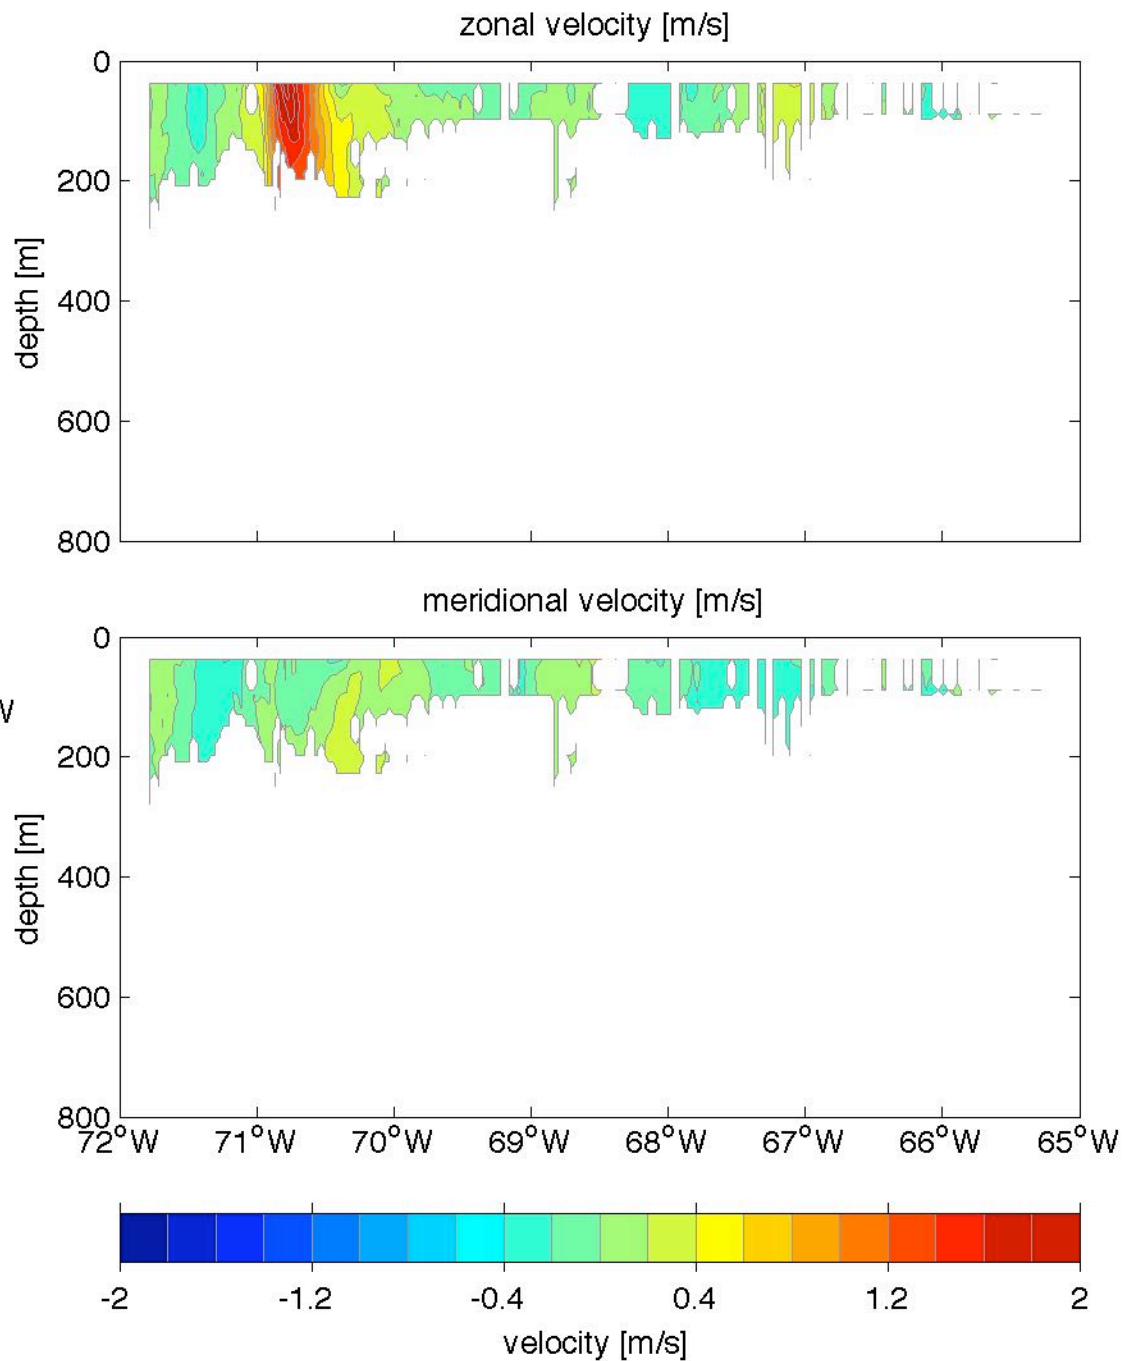 zonal velocity [m/s]
0
200
400
600
800
depth [m]
meridional velocity [m/s]
0
200
400
600
800
depth [m]
W
72°W 71°W 70°W 69°W 68°W 67°W 66°W 65°W
-2 -1.2 -0.4 0.4 1.2 2
velocity [m/s]